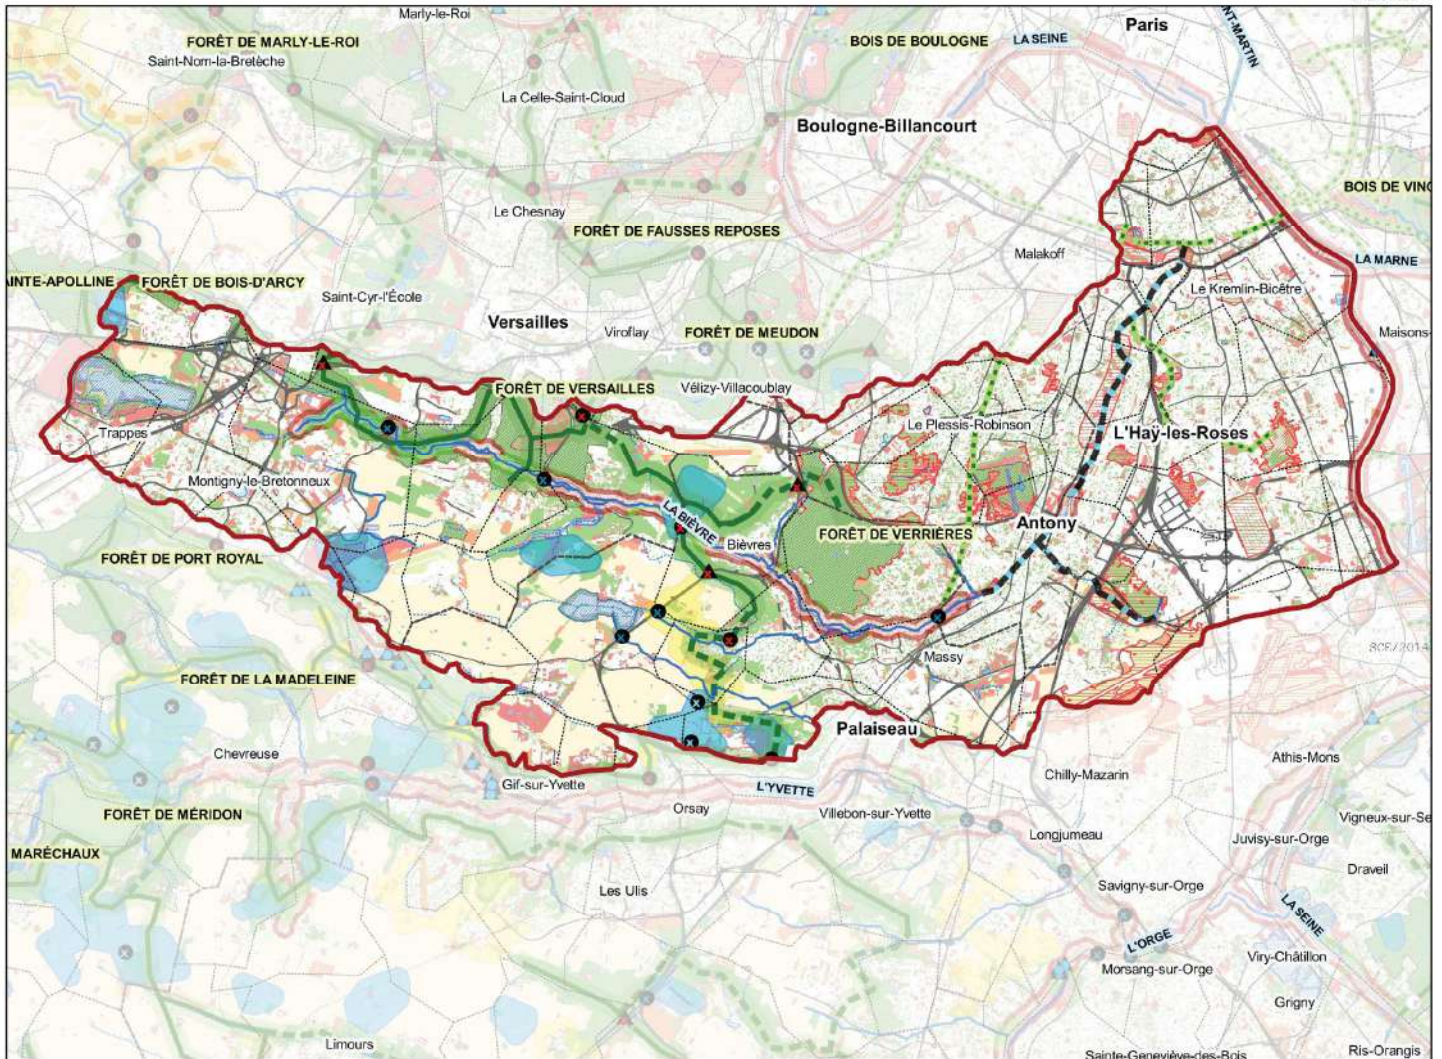 Marly-le-Roi
Paris
FORÊT DE MARLY-LE-ROI
BOIS DE BOULOGNE
LA SEINE
NT-MARTIN
Saint-Nom-la-Bretèche
La Celle-Saint-Cloud
Boulogne-Billancourt
BOIS DE VINC
Le Chesnay
FORÊT DE FAUSSES REPOSES
Malakoff
LA MARNE
AINTE-APOLLINE
FORÊT DE BOIS-D'ARCY
Saint-Cyr-l'École
Le Kremlin-Bicêtre
Versailles
Viroflay
FORÊT DE MEUDON
Maisons-
FORÊT DE VERSAILLES
Vélizy-Villacoublay
Le Plessis-Robinson
Trappes
L'Haÿ-les-Roses
Montigny-le-Bretonneux
LA BIÈVRE
Antony
FORÊT DE VERRIÈRES
Bièvres
FORÊT DE PORT ROYAL
SCE/2014
Massy
FORÊT DE LA MADELEINE
Palaiseau
Chevreuse
Athis-Mons
Chilly-Mazarin
Gif-sur-Yvette
L'YVETTE
Orsay
Villebon-sur-Yvette
FORÊT DE MÉRIDON
Vigneux-sur-Se
Longjumeau
Juvisy-sur-Orge
MARÉCHAUX
Draveil
Les Ulis
Savigny-sur-Orge
LA SEINE
L'ORGE
Viry-Châtillon
Morsang-sur-Orge
Grigny
Limours
Sainte-Geneviève-des-Bois
Ris-Orangis